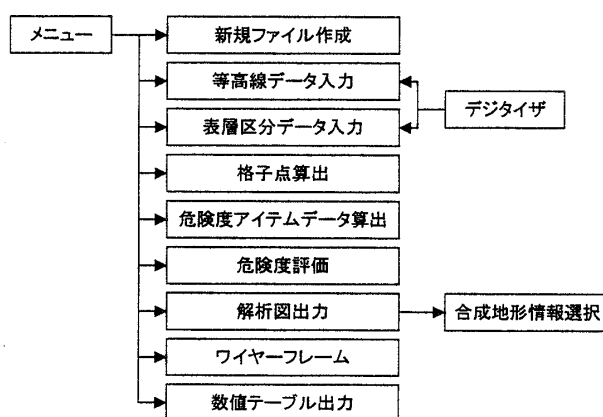 メニュー
新規ファイル作成
等高線データ入力
デジタイザ
表層区分データ入力
格子点算出
危険度アイテムデータ算出
危険度評価
解析図出力
合成地形情報選択
ワイヤーフレーム
数値テーブル出力